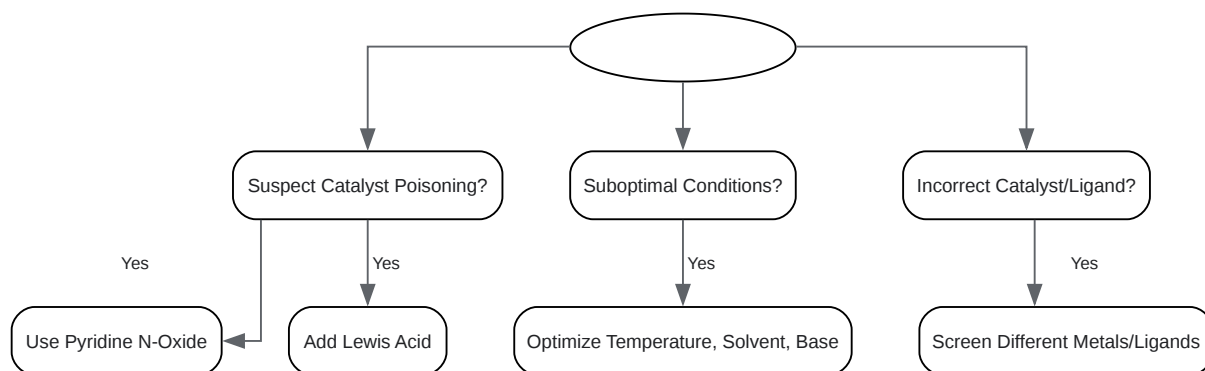 Suspect Catalyst Poisoning?
Suboptimal Conditions?
Incorrect Catalyst/Ligand?
Yes
Yes
Yes
Yes
Use Pyridine N-Oxide
Add Lewis Acid
Optimize Temperature, Solvent, Base
Screen Different Metals/Ligands